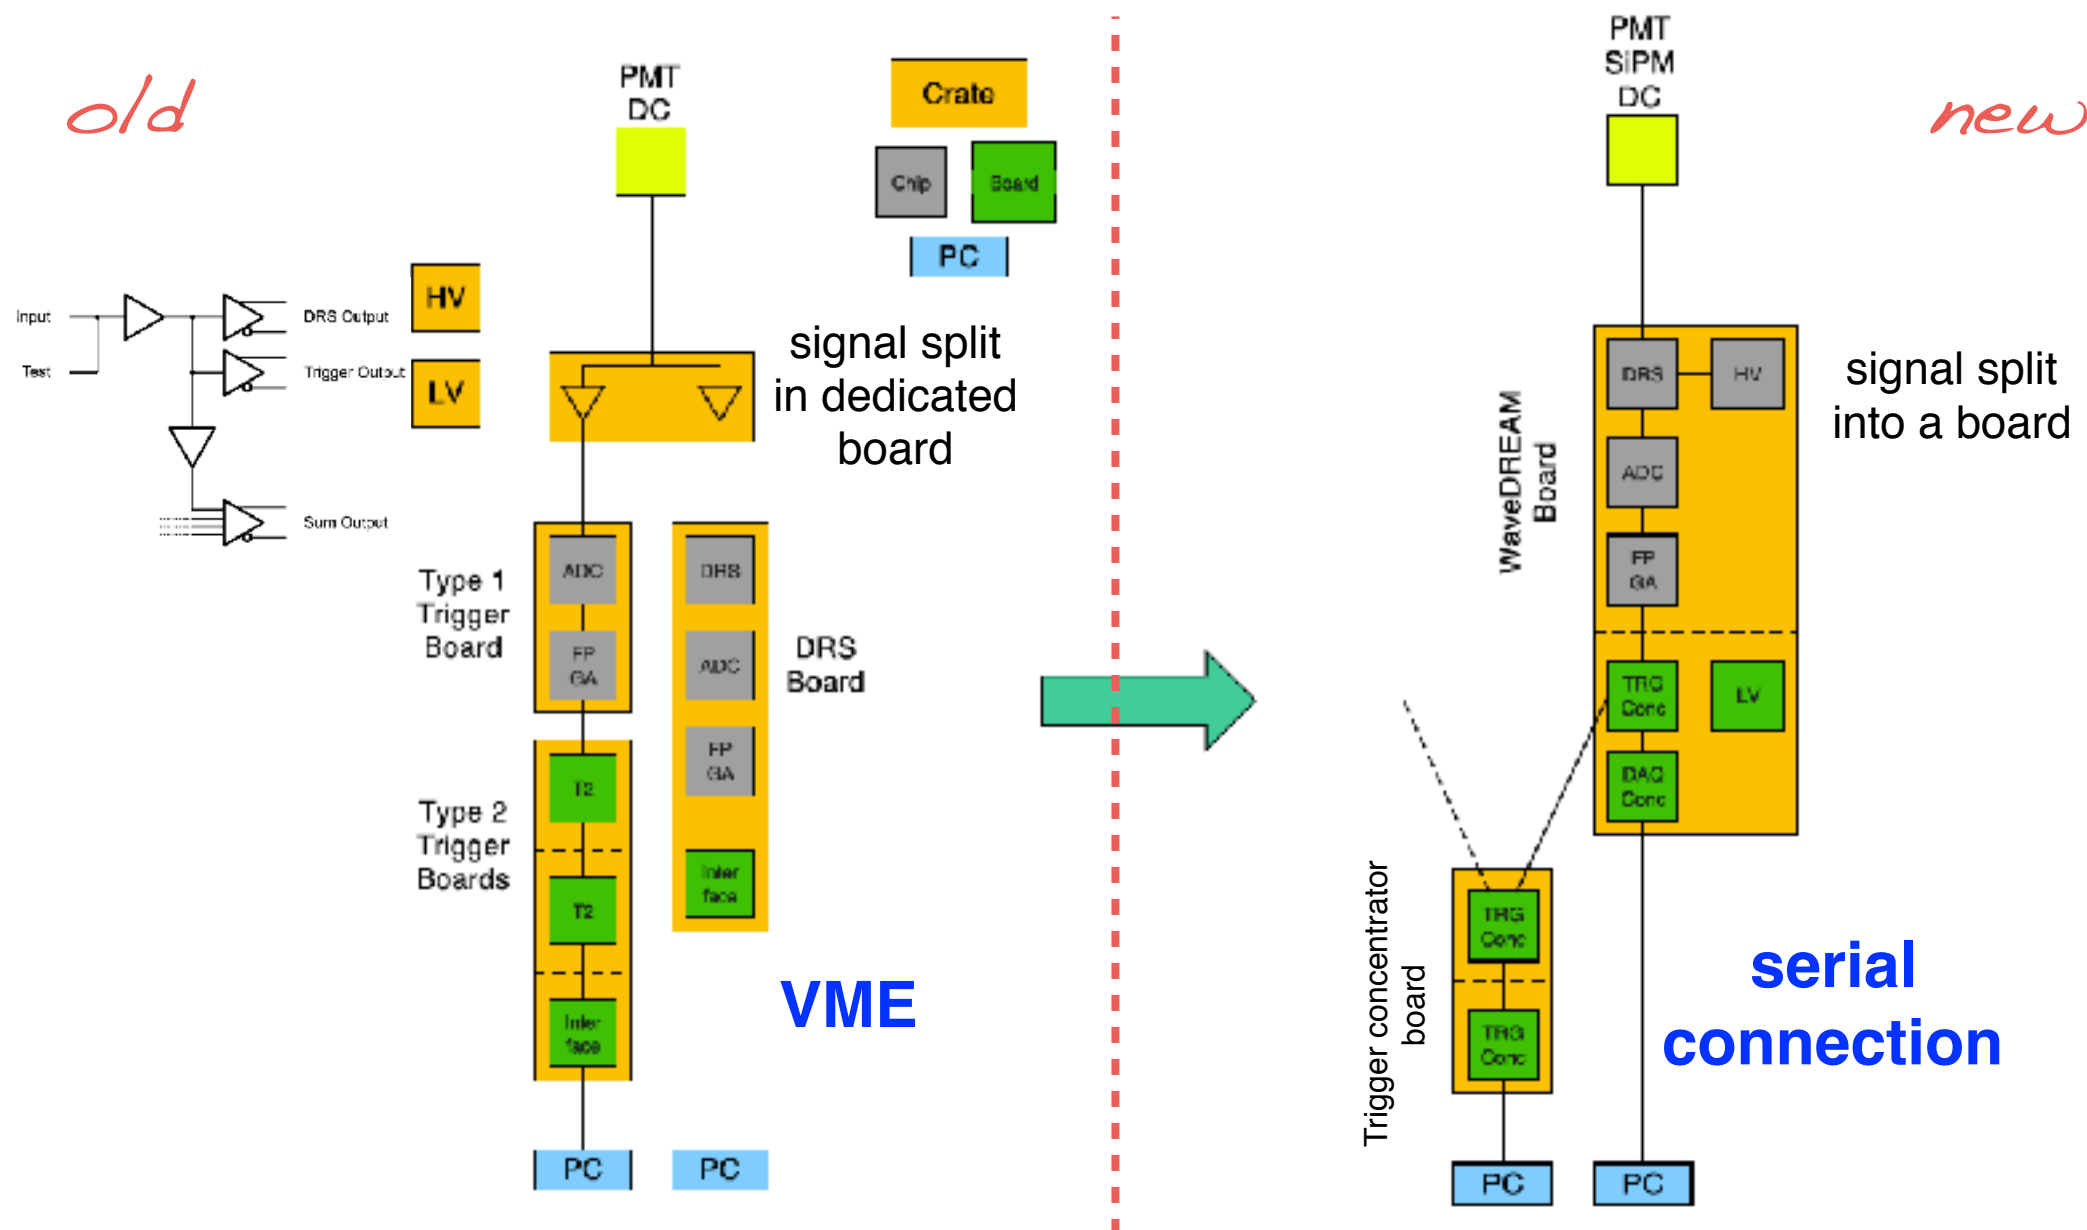 old
PMT
DC
Crate
Chip
Board
PC
Input
Test
DRS Output
Trigger Output
Sum Output
HV
LV
signal split
in dedicated
board
Type 1
Trigger
Board
ADC
FP
GA
DRS
ADC
FP
GA
Inter
face
DRS
Board
Type 2
Trigger
Boards
T2
T2
Inter
face
VME
PC
PC
new
PMT
SiPM
DC
WaveDREAM
Board
DRS
HV
ADC
FP
GA
TRG
Conc
LV
DAQ
Conc
signal split
into a board
Trigger concentrator
board
TRG
Conc
TRG
Conc
serial
connection
PC
PC